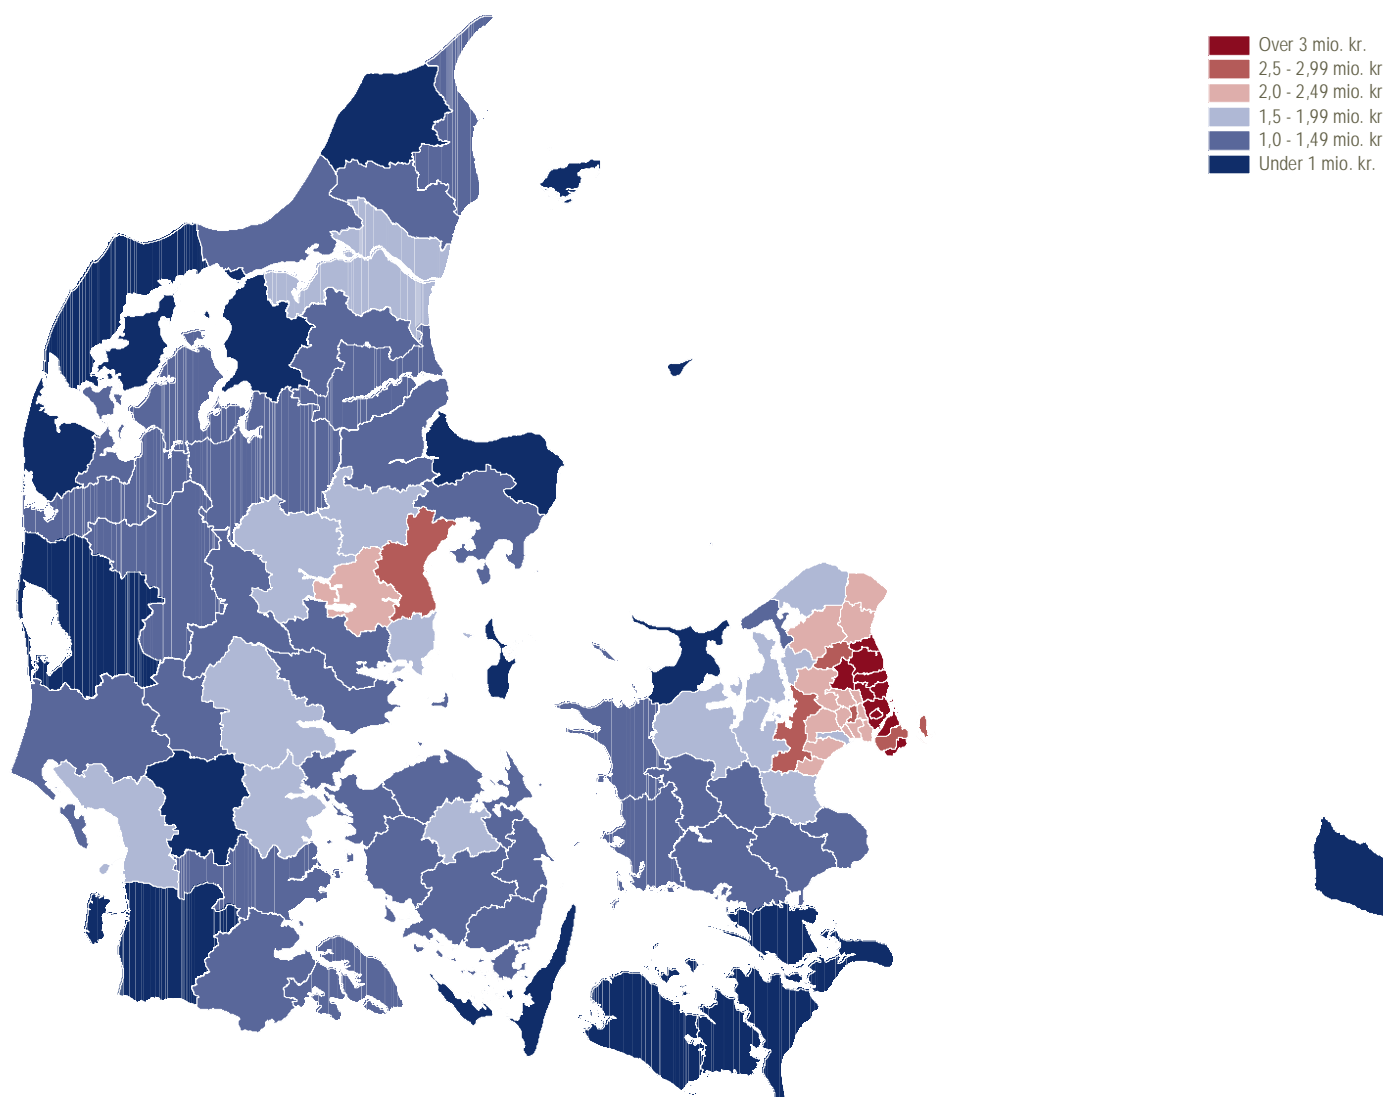 Over 3 mio. kr.
2,5 - 2,99 mio. kr
2,0 - 2,49 mio. kr
1,5 - 1,99 mio. kr
1,0 - 1,49 mio. kr
Under 1 mio. kr.